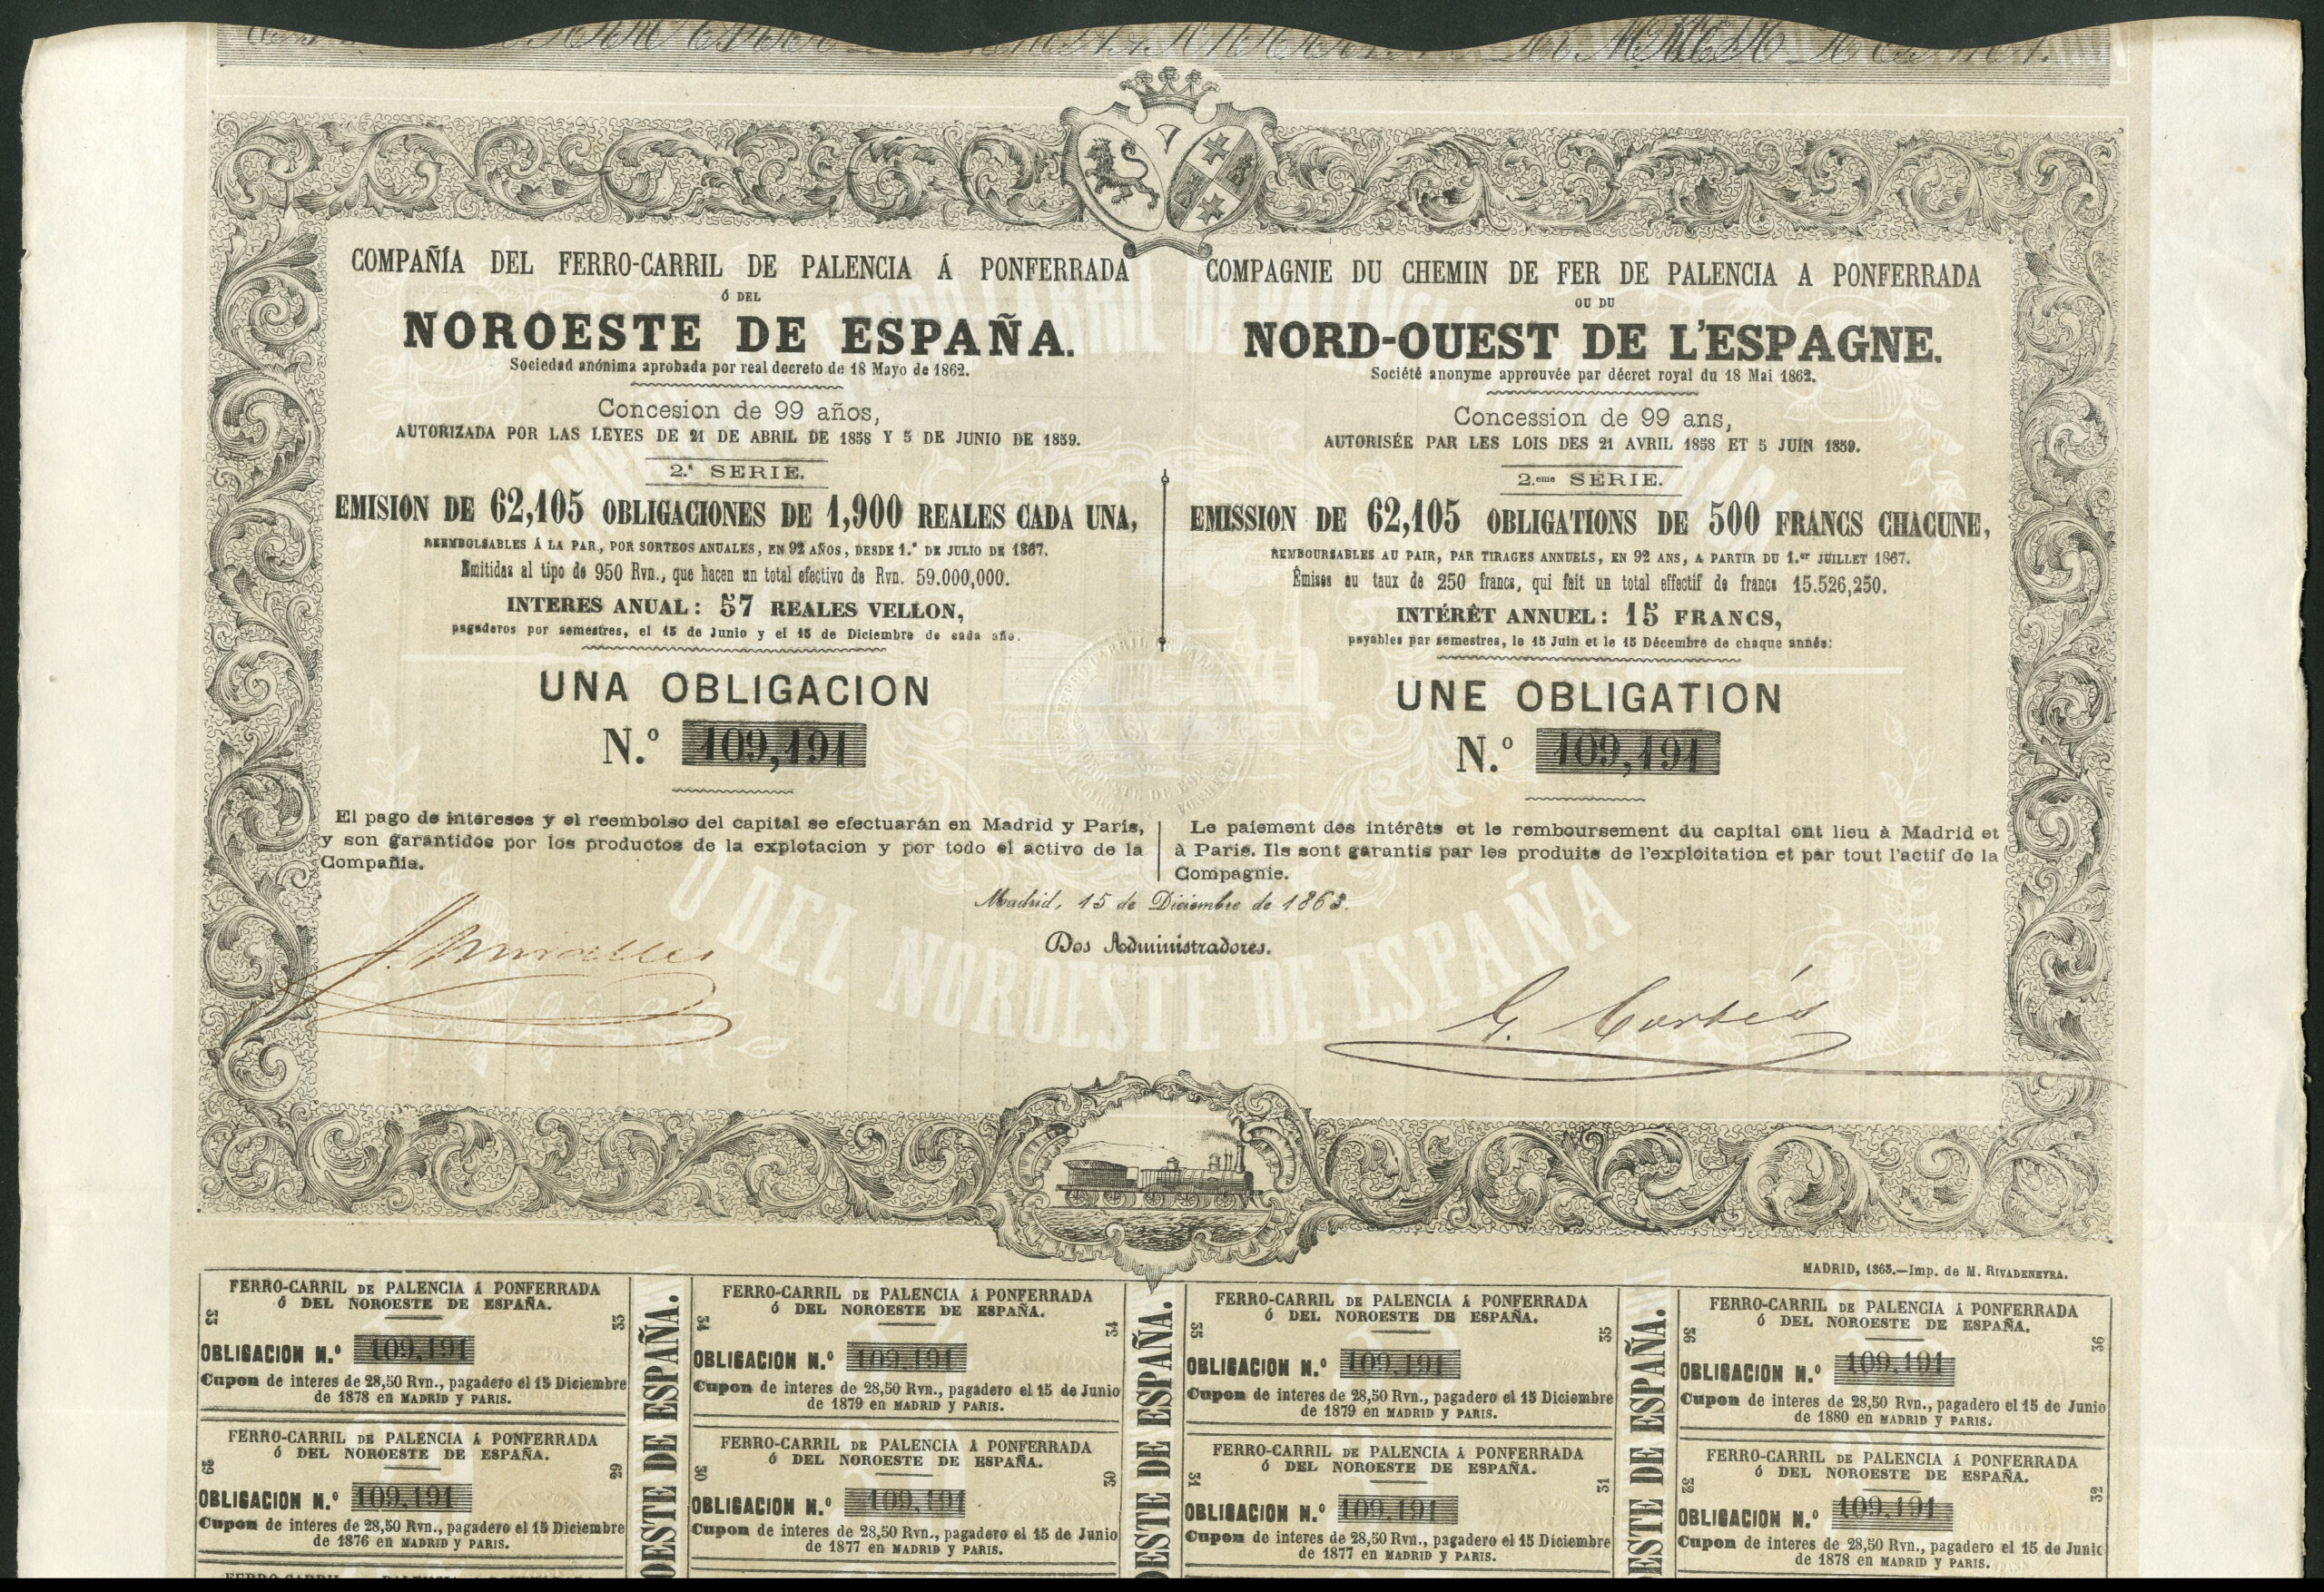 COMPAÑÍA DEL FERRO-CARRIL DE PALENCIA Á PONFERRADA
Ó DEL
NOROESTE DE ESPAÑA.
Sociedad anónima aprobada por real decreto de 18 Mayo de 1862.
Concesion de 99 años,
AUTORIZADA POR LAS LEYES DE 21 DE ABRIL DE 1858 Y 5 DE JUNIO DE 1859.
2.ª SERIE.
EMISION DE 62,105 OBLIGACIONES DE 1,900 REALES CADA UNA,
REEMBOLSABLES Á LA PAR, POR SORTEOS ANUALES, EN 92 AÑOS, DESDE 1.º DE JULIO DE 1867.
Emitidas al tipo de 950 Rvn., que hacen un total efectivo de Rvn. 59.000,000.
INTERES ANUAL: 57 REALES VELLON,
pagaderos por semestres, el 15 de Junio y el 15 de Diciembre de cada año.
UNA OBLIGACION
N.º 109,191
El pago de intereses y el reembolso del capital se efectuarán en Madrid y París,
y son garantidos por los productos de la explotacion y por todo el activo de la
Compañía.
COMPAGNIE DU CHEMIN DE FER DE PALENCIA A PONFERRADA
OU DU
NORD-OUEST DE L'ESPAGNE.
Société anonyme approuvée par décret royal du 18 Mai 1862.
Concession de 99 ans,
AUTORISÉE PAR LES LOIS DES 21 AVRIL 1858 ET 5 JUIN 1859.
2.eme SÉRIE.
EMISSION DE 62,105 OBLIGATIONS DE 500 FRANCS CHACUNE,
REMBOURSABLES AU PAIR, PAR TIRAGES ANNUELS, EN 92 ANS, A PARTIR DU 1.er JUILLET 1867.
Émises au taux de 250 francs, qui fait un total effectif de francs 15.526,250.
INTÉRÊT ANNUEL: 15 FRANCS,
payables par semestres, le 15 Juin et le 15 Décembre de chaque année:
UNE OBLIGATION
N.º 109,191
Le paiement des intérêts et le remboursement du capital ont lieu à Madrid et
à Paris. Ils sont garantis par les produits de l'exploitation et par tout l'actif de la
Compagnie.
Madrid, 15 de Diciembre de 1863.
Dos Administradores.
G. Cortés
Ó DEL NOROESTE DE ESPAÑA
MADRID, 1863.—Imp. de M. RIVADENEYRA.
FERRO-CARRIL DE PALENCIA Á PONFERRADA
Ó DEL NOROESTE DE ESPAÑA.
33 33
OBLIGACION N.º 109,191
Cupon de interes de 28,50 Rvn., pagadero el 15 Diciembre
de 1878 en MADRID Y PARIS.
FERRO-CARRIL DE PALENCIA Á PONFERRADA
Ó DEL NOROESTE DE ESPAÑA.
34 34
OBLIGACION N.º 109,191
Cupon de interes de 28,50 Rvn., pagadero el 15 de Junio
de 1879 en MADRID Y PARIS.
FERRO-CARRIL DE PALENCIA Á PONFERRADA
Ó DEL NOROESTE DE ESPAÑA.
35 35
OBLIGACION N.º 109,191
Cupon de interes de 28,50 Rvn., pagadero el 15 Diciembre
de 1879 en MADRID Y PARIS.
FERRO-CARRIL DE PALENCIA Á PONFERRADA
Ó DEL NOROESTE DE ESPAÑA.
36 36
OBLIGACION N.º 109,191
Cupon de interes de 28,50 Rvn., pagadero el 15 de Junio
de 1880 en MADRID Y PARIS.
FERRO-CARRIL DE PALENCIA Á PONFERRADA
Ó DEL NOROESTE DE ESPAÑA.
29 29
OBLIGACION N.º 109,191
Cupon de interes de 28,50 Rvn., pagadero el 15 Diciembre
de 1876 en MADRID Y PARIS.
FERRO-CARRIL DE PALENCIA Á PONFERRADA
Ó DEL NOROESTE DE ESPAÑA.
30 30
OBLIGACION N.º 109,191
Cupon de interes de 28,50 Rvn., pagadero el 15 de Junio
de 1877 en MADRID Y PARIS.
FERRO-CARRIL DE PALENCIA Á PONFERRADA
Ó DEL NOROESTE DE ESPAÑA.
31 31
OBLIGACION N.º 109,191
Cupon de interes de 28,50 Rvn., pagadero el 15 Diciembre
de 1877 en MADRID Y PARIS.
FERRO-CARRIL DE PALENCIA Á PONFERRADA
Ó DEL NOROESTE DE ESPAÑA.
32 32
OBLIGACION N.º 109,191
Cupon de interes de 28,50 Rvn., pagadero el 15 de Junio
de 1878 en MADRID Y PARIS.
OESTE DE ESPAÑA.
OESTE DE ESPAÑA.
OESTE DE ESPAÑA.